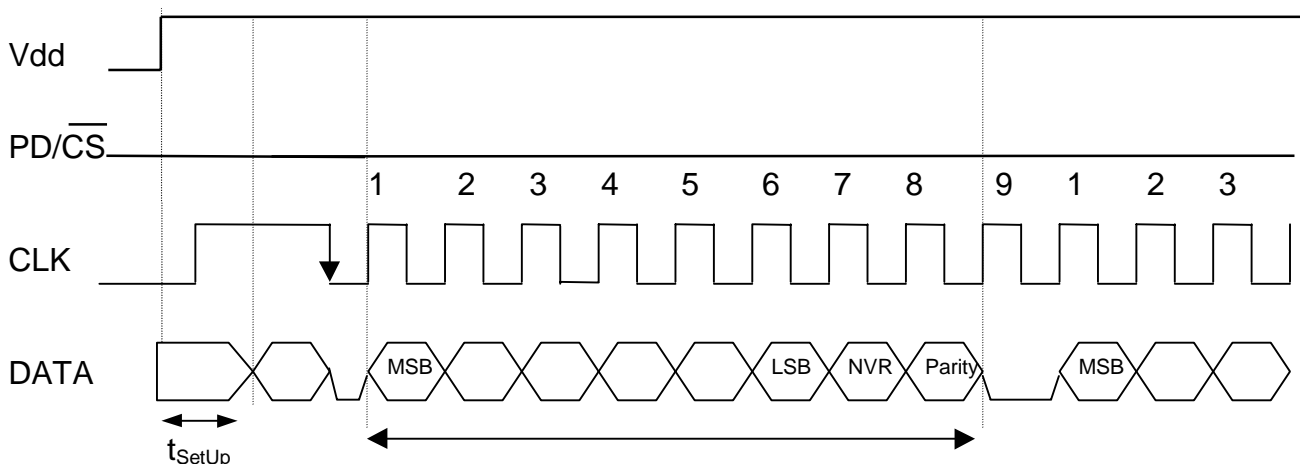 Vdd
PD/C̅S̅
1 2 3 4 5 6 7 8 9 1 2 3
CLK
DATA MSB LSB NVR Parity MSB
tSetUp